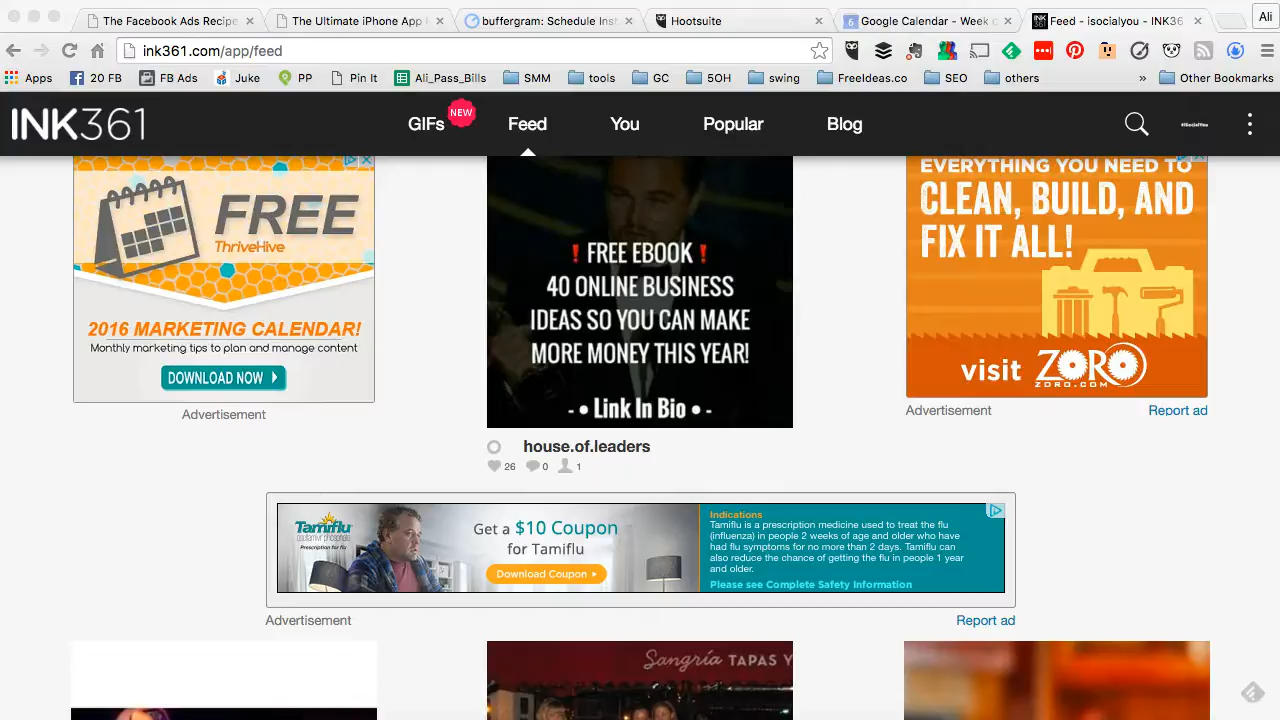 The Facebook Ads Recipe
The Ultimate iPhone App
buffergram: Schedule Inst
Hootsuite
Google Calendar - Week o
Feed - isocialyou - INK36
Ali
ink361.com/app/feed
Apps
20 FB
FB Ads
Juke
PP
Pin It
Ali_Pass_Bills
SMM
tools
GC
5OH
swing
FreeIdeas.co
SEO
others
»
Other Bookmarks
INK361
GIFs
NEW
Feed
You
Popular
Blog
#ISocialYou
FREE
ThriveHive
2016 MARKETING CALENDAR!
Monthly marketing tips to plan and manage content
DOWNLOAD NOW
Advertisement
❗ FREE EBOOK ❗
40 ONLINE BUSINESS
IDEAS SO YOU CAN MAKE
MORE MONEY THIS YEAR!
- • Link In Bio • -
house.of.leaders
26 0 1
EVERYTHING YOU NEED TO
CLEAN, BUILD, AND
FIX IT ALL!
visit ZORO
ZORO.COM
Advertisement
Report ad
Tamiflu
oseltamivir phosphate
Prescription for flu
Get a $10 Coupon
for Tamiflu
Download Coupon
Indications
Tamiflu is a prescription medicine used to treat the flu
(influenza) in people 2 weeks of age and older who have
had flu symptoms for no more than 2 days. Tamiflu can
also reduce the chance of getting the flu in people 1 year
and older.
Please see Complete Safety Information
Advertisement
Report ad
Sangría TAPAS Y